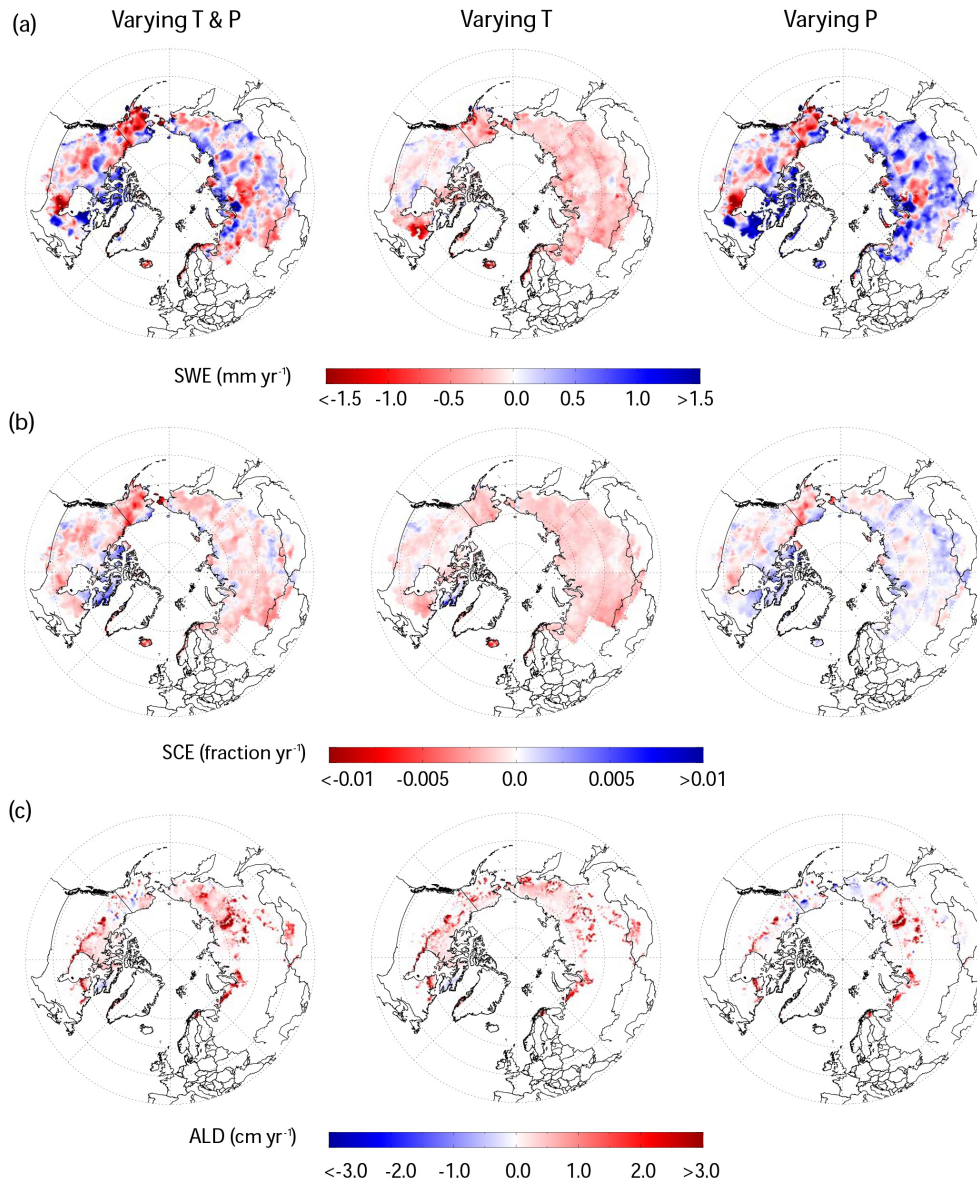 (a)
Varying T & P
Varying T
Varying P
SWE (mm yr⁻¹)
<-1.5 -1.0 -0.5 0.0 0.5 1.0 >1.5
(b)
SCE (fraction yr⁻¹)
<-0.01 -0.005 0.0 0.005 >0.01
(c)
ALD (cm yr⁻¹)
<-3.0 -2.0 -1.0 0.0 1.0 2.0 >3.0